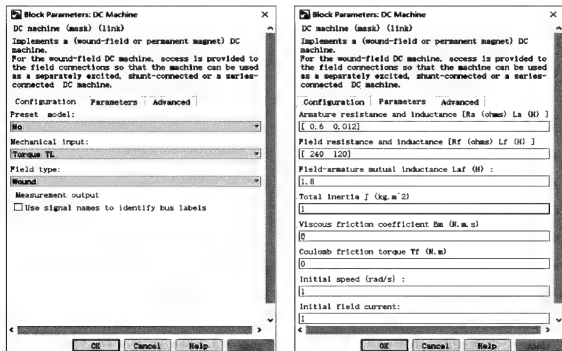 Block Parameters: DC Machine
DC machine (mask) (link)
Implements a (wound-field or permanent magnet) DC
machine.
For the wound-field DC machine, access is provided to
the field connections so that the machine can be used
as a separately excited, shunt-connected or a series-
connected DC machine.
Configuration Parameters Advanced
Preset model:
No
Mechanical input:
Torque TL
Field type:
Wound
Measurement output
Use signal names to identify bus labels
OK Cancel Help
Block Parameters: DC Machine
DC machine (mask) (link)
Implements a (wound-field or permanent magnet) DC
machine.
For the wound-field DC machine, access is provided to
the field connections so that the machine can be used
as a separately excited, shunt-connected or a series-
connected DC machine.
Configuration Parameters Advanced
Armature resistance and inductance [Ra (ohms) La (H) ]
[ 0.6 0.012]
Field resistance and inductance [Rf (ohms) Lf (H) ]
[ 240 120]
Field-armature mutual inductance Laf (H) :
1.8
Total inertia J (kg.m^2)
1
Viscous friction coefficient Bm (N.m.s)
0
Coulomb friction torque Tf (N.m)
0
Initial speed (rad/s) :
1
Initial field current:
1
OK Cancel Help